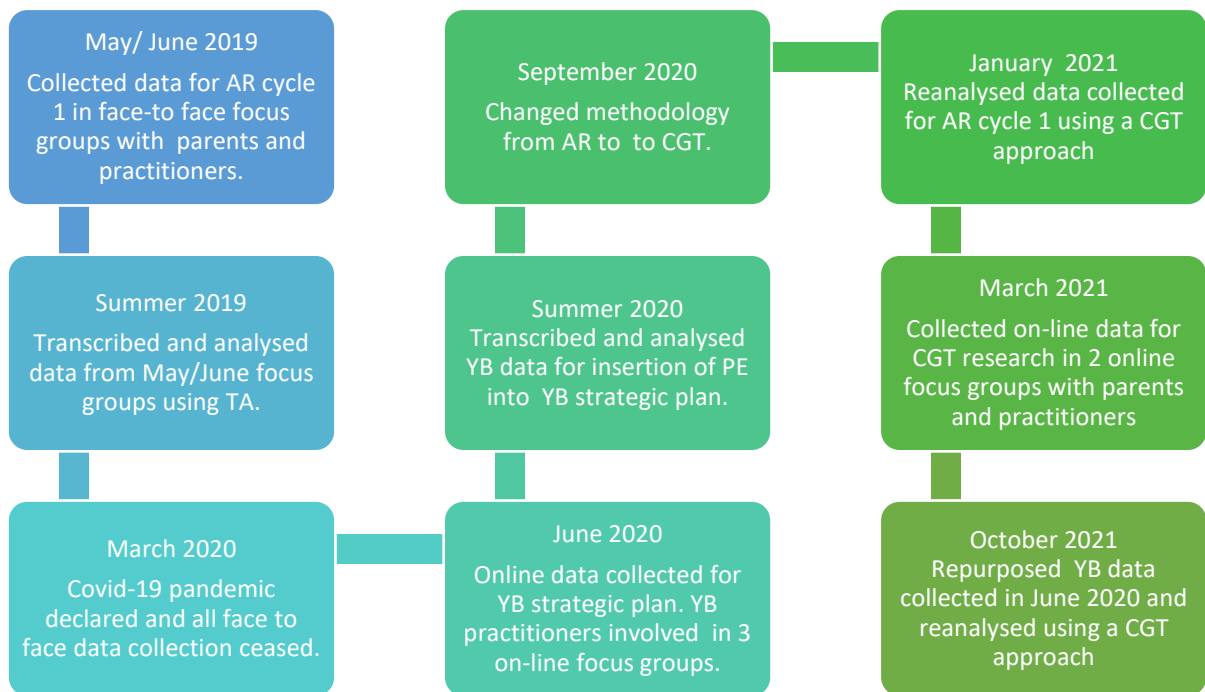 May/ June 2019
Collected data for AR cycle
1 in face-to face focus
groups with parents and
practitioners.
Summer 2019
Transcribed and analysed
data from May/June focus
groups using TA.
March 2020
Covid-19 pandemic
declared and all face to
face data collection ceased.
June 2020
Online data collected for
YB strategic plan. YB
practitioners involved in 3
on-line focus groups.
Summer 2020
Transcribed and analysed
YB data for insertion of PE
into YB strategic plan.
September 2020
Changed methodology
from AR to to CGT.
January 2021
Reanalysed data collected
for AR cycle 1 using a CGT
approach
March 2021
Collected on-line data for
CGT research in 2 online
focus groups with parents
and practitioners
October 2021
Repurposed YB data
collected in June 2020 and
reanalysed using a CGT
approach